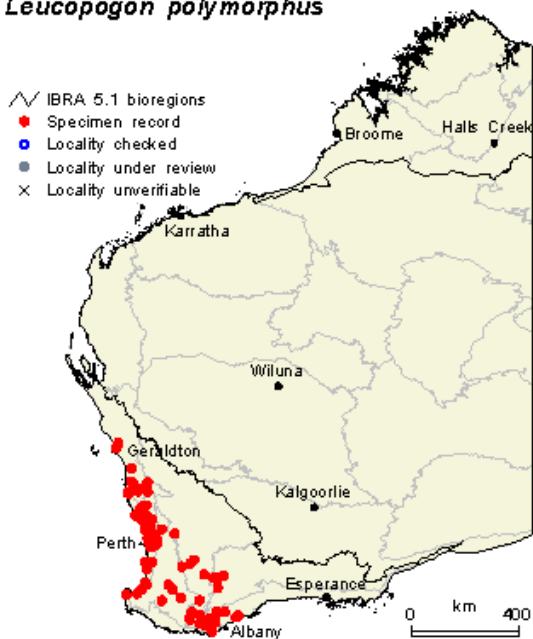 Leucopogon polymorphus
IBRA 5.1 bioregions
Specimen record
Locality checked
Locality under review
Locality unverifiable
Broome
Halls Creek
Karratha
Wiluna
Geraldton
Kalgoorlie
Perth
Esperance
Albany
km
0 400